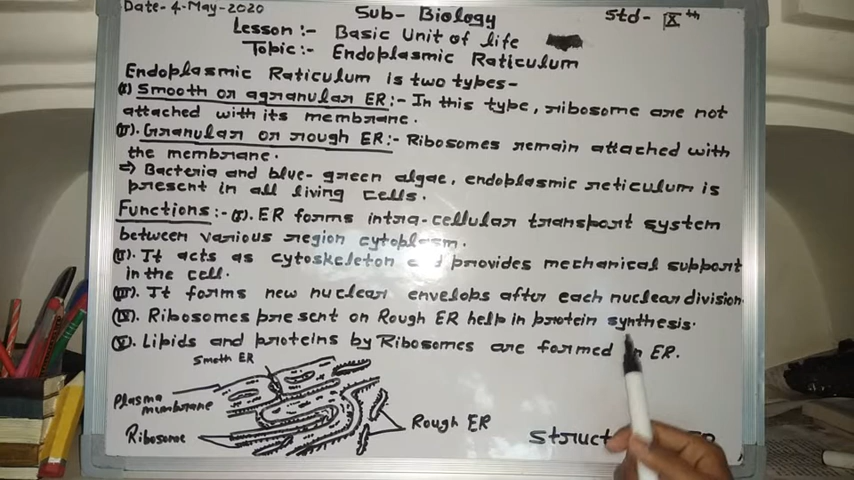 Date- 4-May-2020
Sub- Biology
Std- IX th
Lesson :- Basic Unit of life
Topic :- Endoplasmic Raticulum
Endoplasmic Raticulum is two types-
(I) Smooth or agranular ER :- In this type, ribosome are not
attached with its membrane.
(II). Granular or rough ER :- Ribosomes remain attached with
the membrane.
⇒ Bacteria and blue-green algae, endoplasmic reticulum is
present in all living cells.
Functions :- (I). ER forms intra-cellular transport system
between various region cytoplasm.
(II). It acts as cytoskeleton and provides mechanical support
in the cell.
(III). It forms new nuclear envelops after each nuclear division.
(IV). Ribosomes present on Rough ER help in protein synthesis.
(V). Lipids and proteins by Ribosomes are formed in ER.
Smoth ER
Plasma
membrane
Ribosome
Rough ER